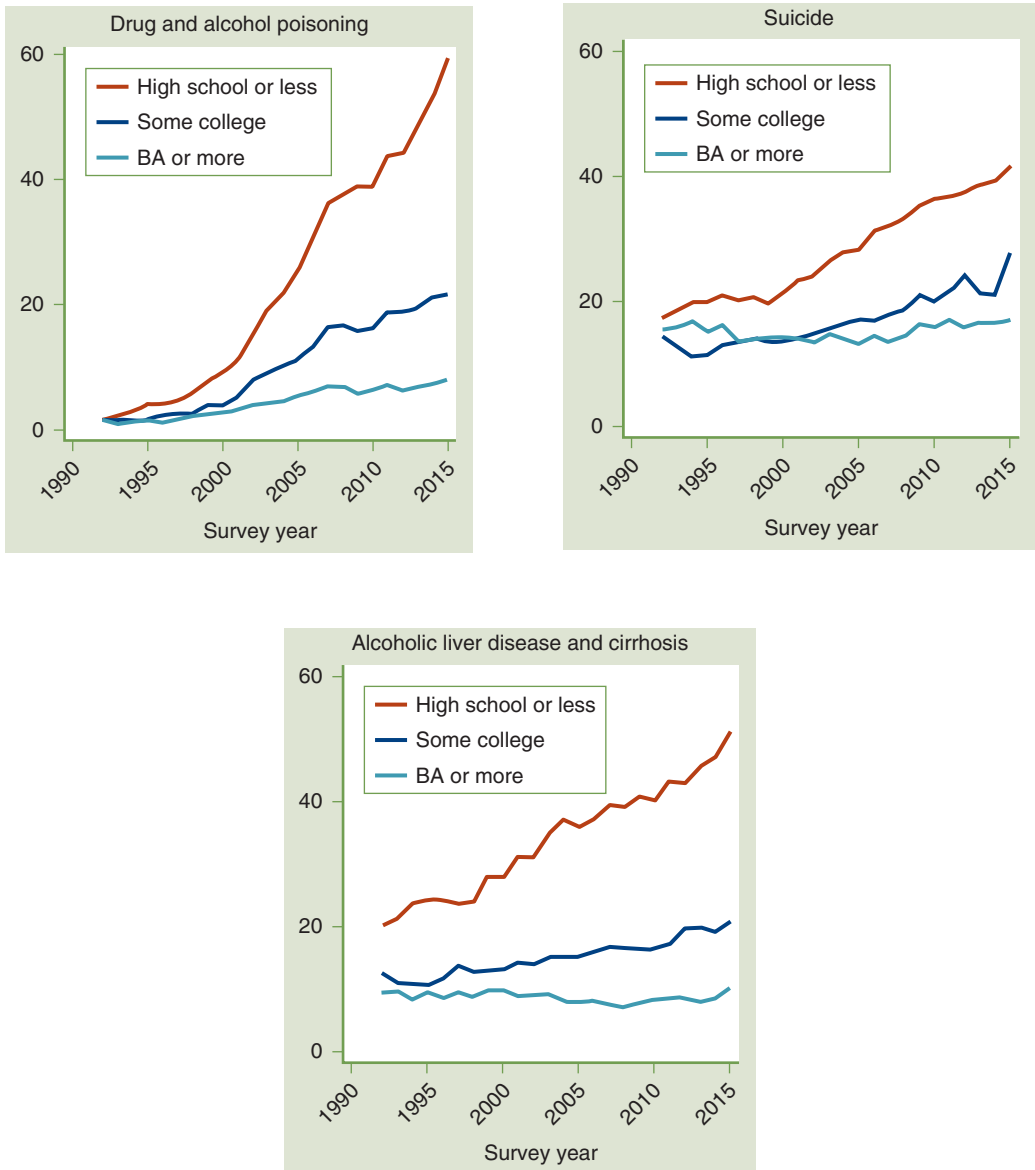 Drug and alcohol poisoning
60
40
20
0
High school or less
Some college
BA or more
1990
1995
2000
2005
2010
2015
Survey year
Suicide
60
40
20
0
High school or less
Some college
BA or more
1990
1995
2000
2005
2010
2015
Survey year
Alcoholic liver disease and cirrhosis
60
40
20
0
High school or less
Some college
BA or more
1990
1995
2000
2005
2010
2015
Survey year